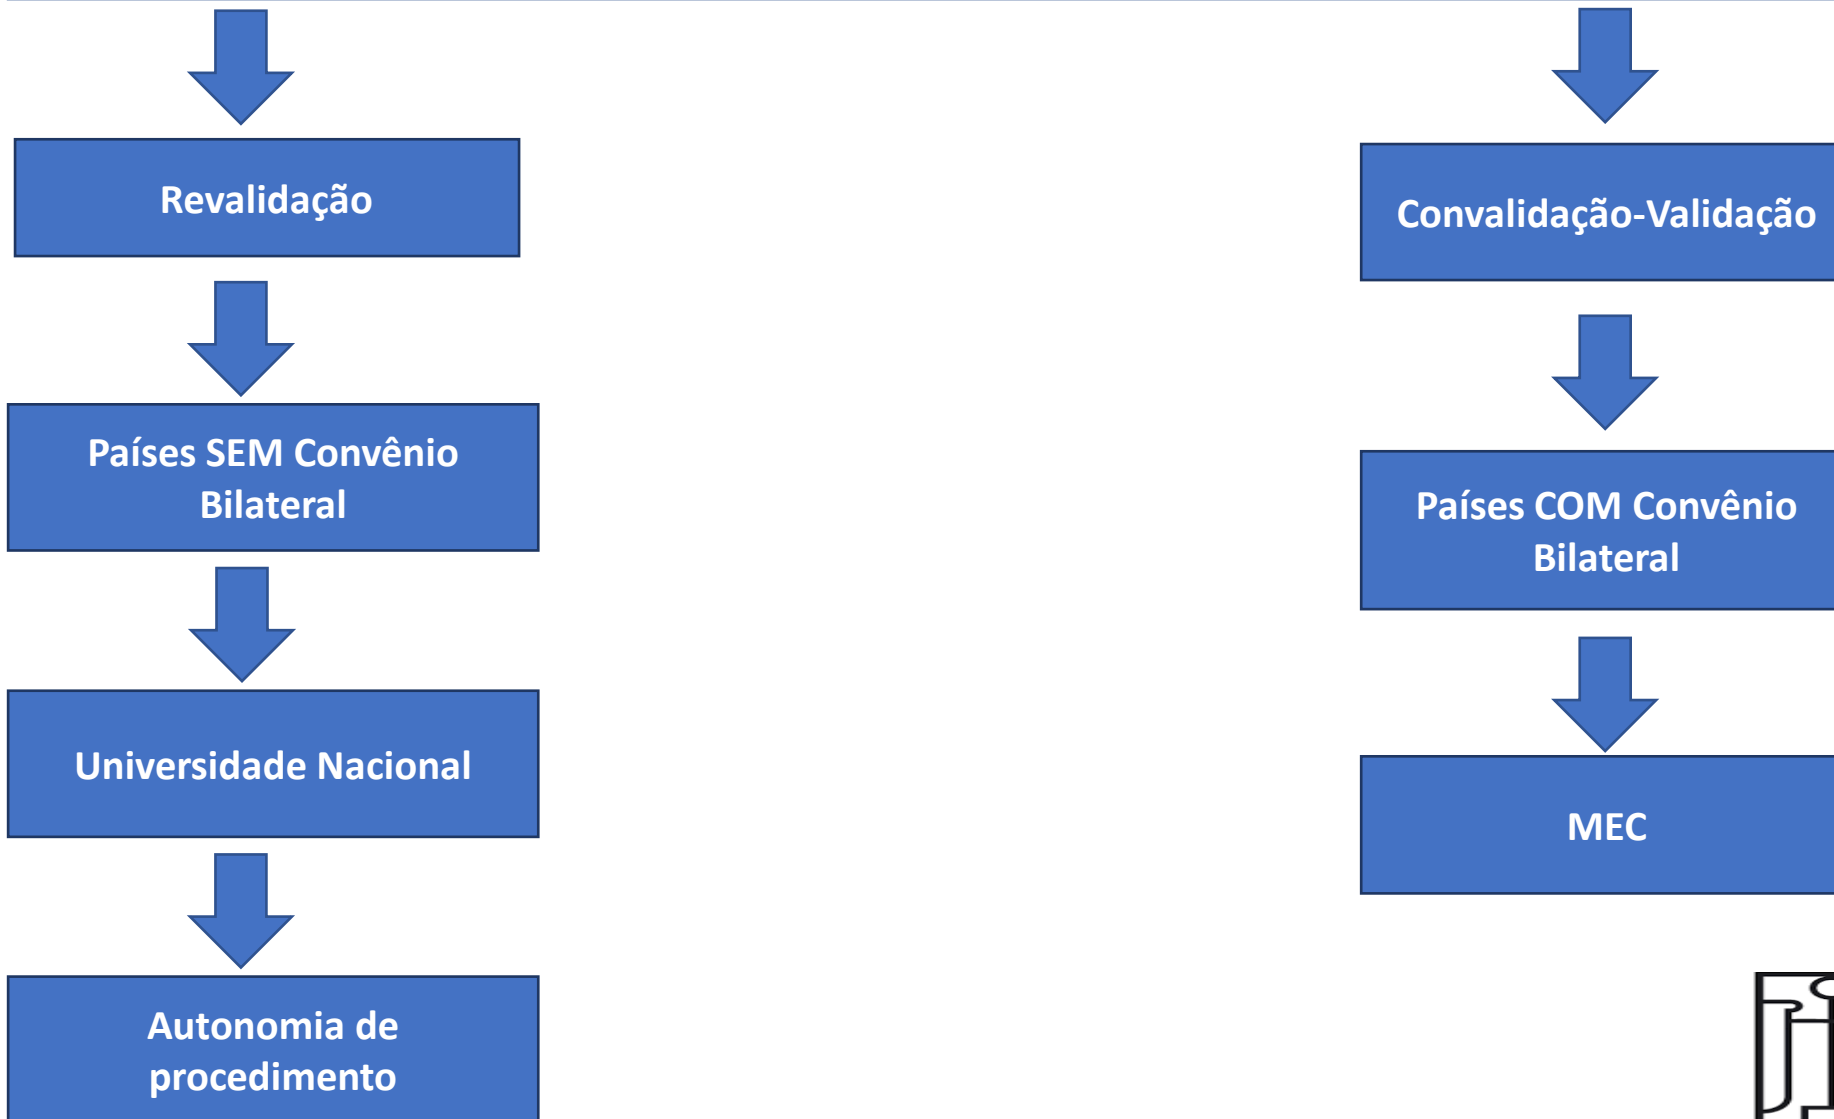 Revalidação
Países SEM Convênio
Bilateral
Universidade Nacional
Autonomia de
procedimento
Convalidação-Validação
Países COM Convênio
Bilateral
MEC